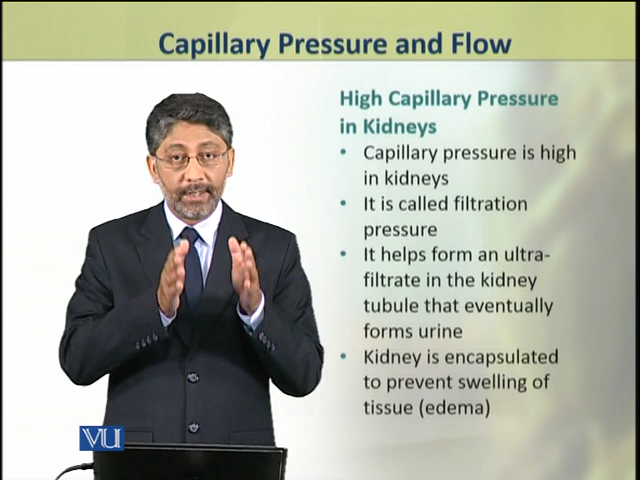 Capillary Pressure and Flow
High Capillary Pressure
in Kidneys
• Capillary pressure is high
in kidneys
• It is called filtration
pressure
• It helps form an ultra-
filtrate in the kidney
tubule that eventually
forms urine
• Kidney is encapsulated
to prevent swelling of
tissue (edema)
VU